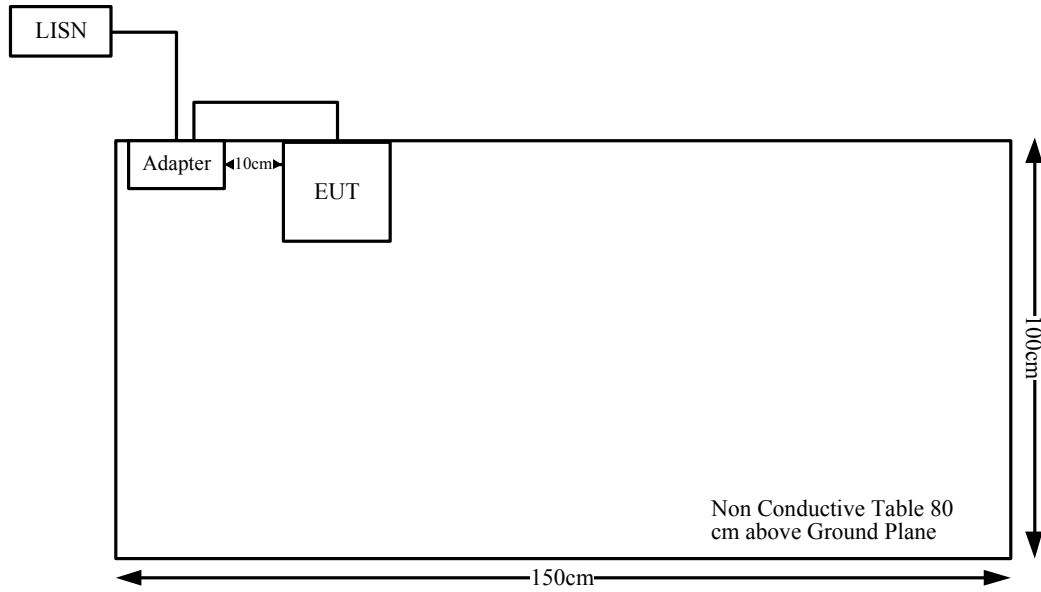 LISN
Adapter
10cm
EUT
100cm
Non Conductive Table 80
cm above Ground Plane
150cm